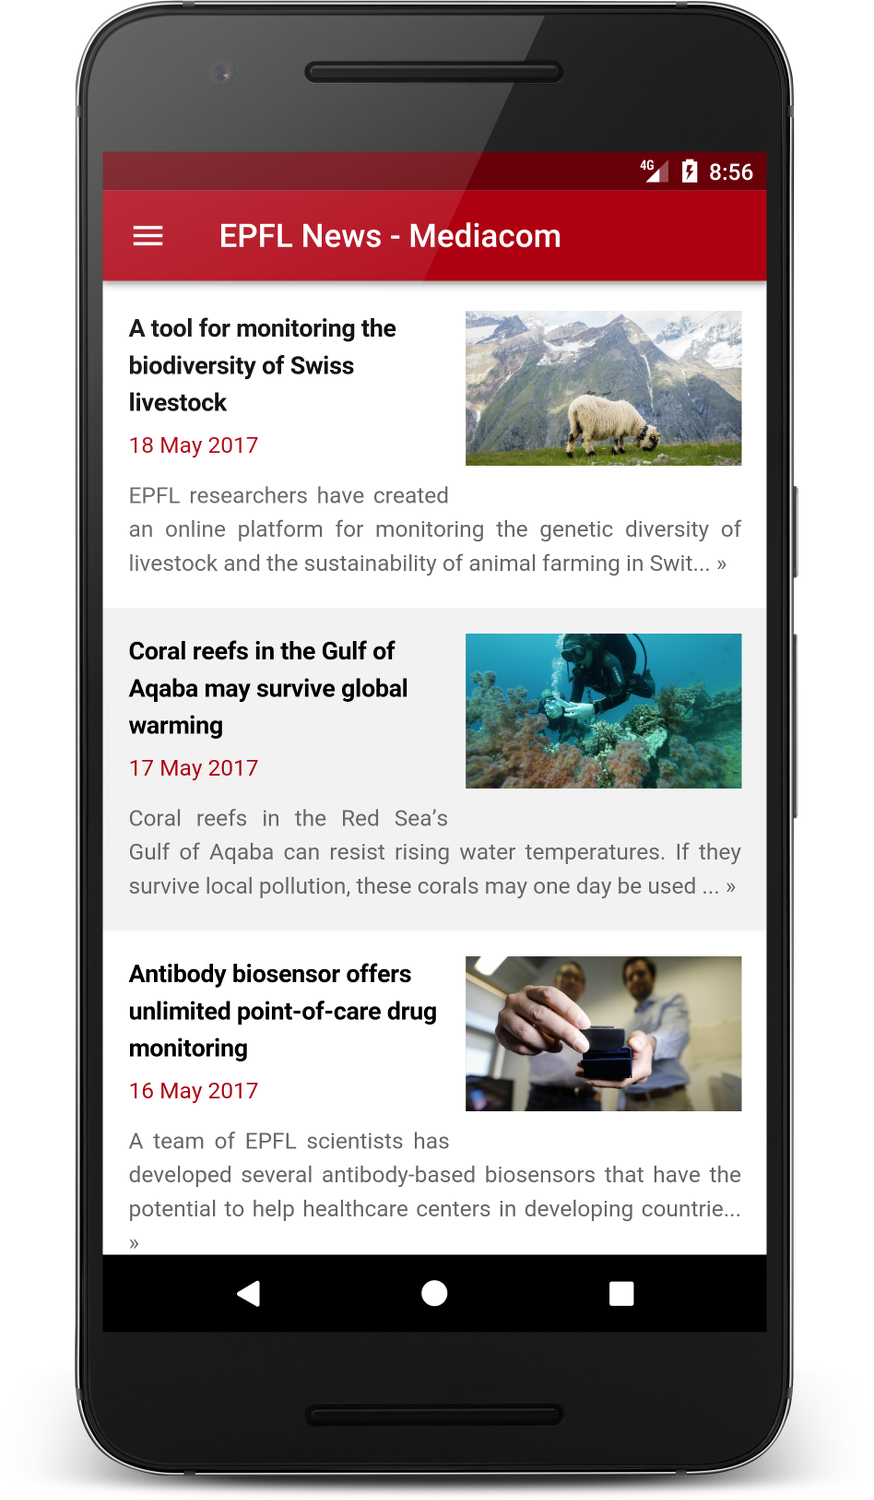 4G 8:56
EPFL News - Mediacom
A tool for monitoring the
biodiversity of Swiss
livestock
18 May 2017
EPFL researchers have created
an online platform for monitoring the genetic diversity of
livestock and the sustainability of animal farming in Swit... »
Coral reefs in the Gulf of
Aqaba may survive global
warming
17 May 2017
Coral reefs in the Red Sea’s
Gulf of Aqaba can resist rising water temperatures. If they
survive local pollution, these corals may one day be used ... »
Antibody biosensor offers
unlimited point-of-care drug
monitoring
16 May 2017
A team of EPFL scientists has
developed several antibody-based biosensors that have the
potential to help healthcare centers in developing countrie...
»